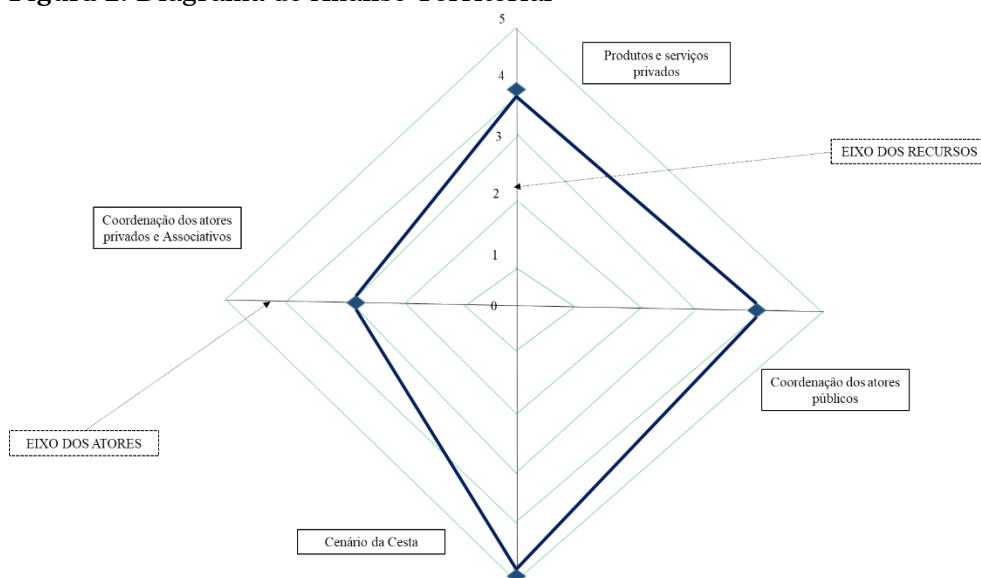 Figura 2: Diagrama de Análise Territorial
5
Produtos e serviços
privados
4
3
EIXO DOS RECURSOS
2
Coordenação dos atores
privados e Associativos
1
0
Coordenação dos atores
públicos
EIXO DOS ATORES
Cenário da Cesta